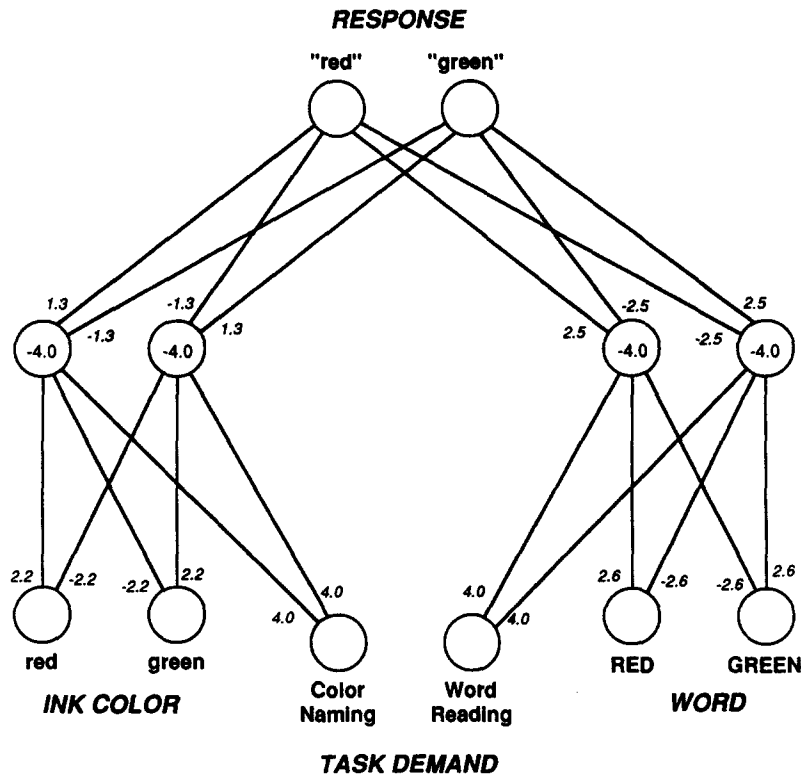 RESPONSE
"red" "green"
1.3 -1.3 -2.5 2.5
-1.3 1.3 2.5 -2.5
-4.0 -4.0 -4.0 -4.0
2.2 -2.2 -2.2 2.2 4.0 4.0 2.6 -2.6 -2.6 2.6
4.0 4.0
red green RED GREEN
Color Word
Naming Reading
INK COLOR WORD
TASK DEMAND